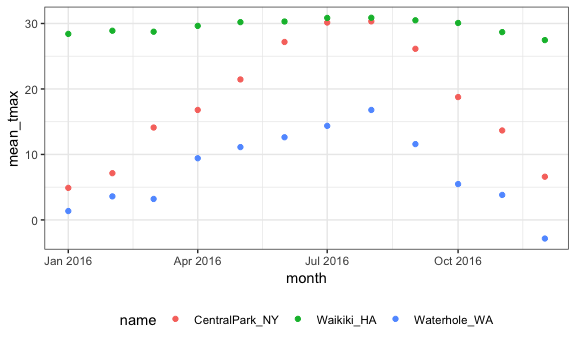 mean_tmax
30
20
10
0
Jan 2016 Apr 2016 Jul 2016 Oct 2016
month
name CentralPark_NY Waikiki_HA Waterhole_WA